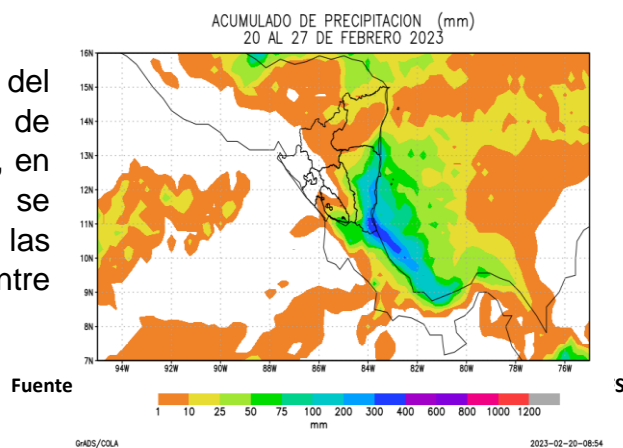 ACUMULADO DE PRECIPITACION (mm)
20 AL 27 DE FEBRERO 2023
del
de
, en
se
las
ntre
16N
15N
14N
13N
12N
11N
10N
9N
8N
7N
94W 92W 90W 88W 86W 84W 82W 80W 78W 76W
Fuente
S
1 10 25 50 75 100 200 300 400 600 800 1000 1200
mm
GrADS/COLA 2023-02-20-08:54